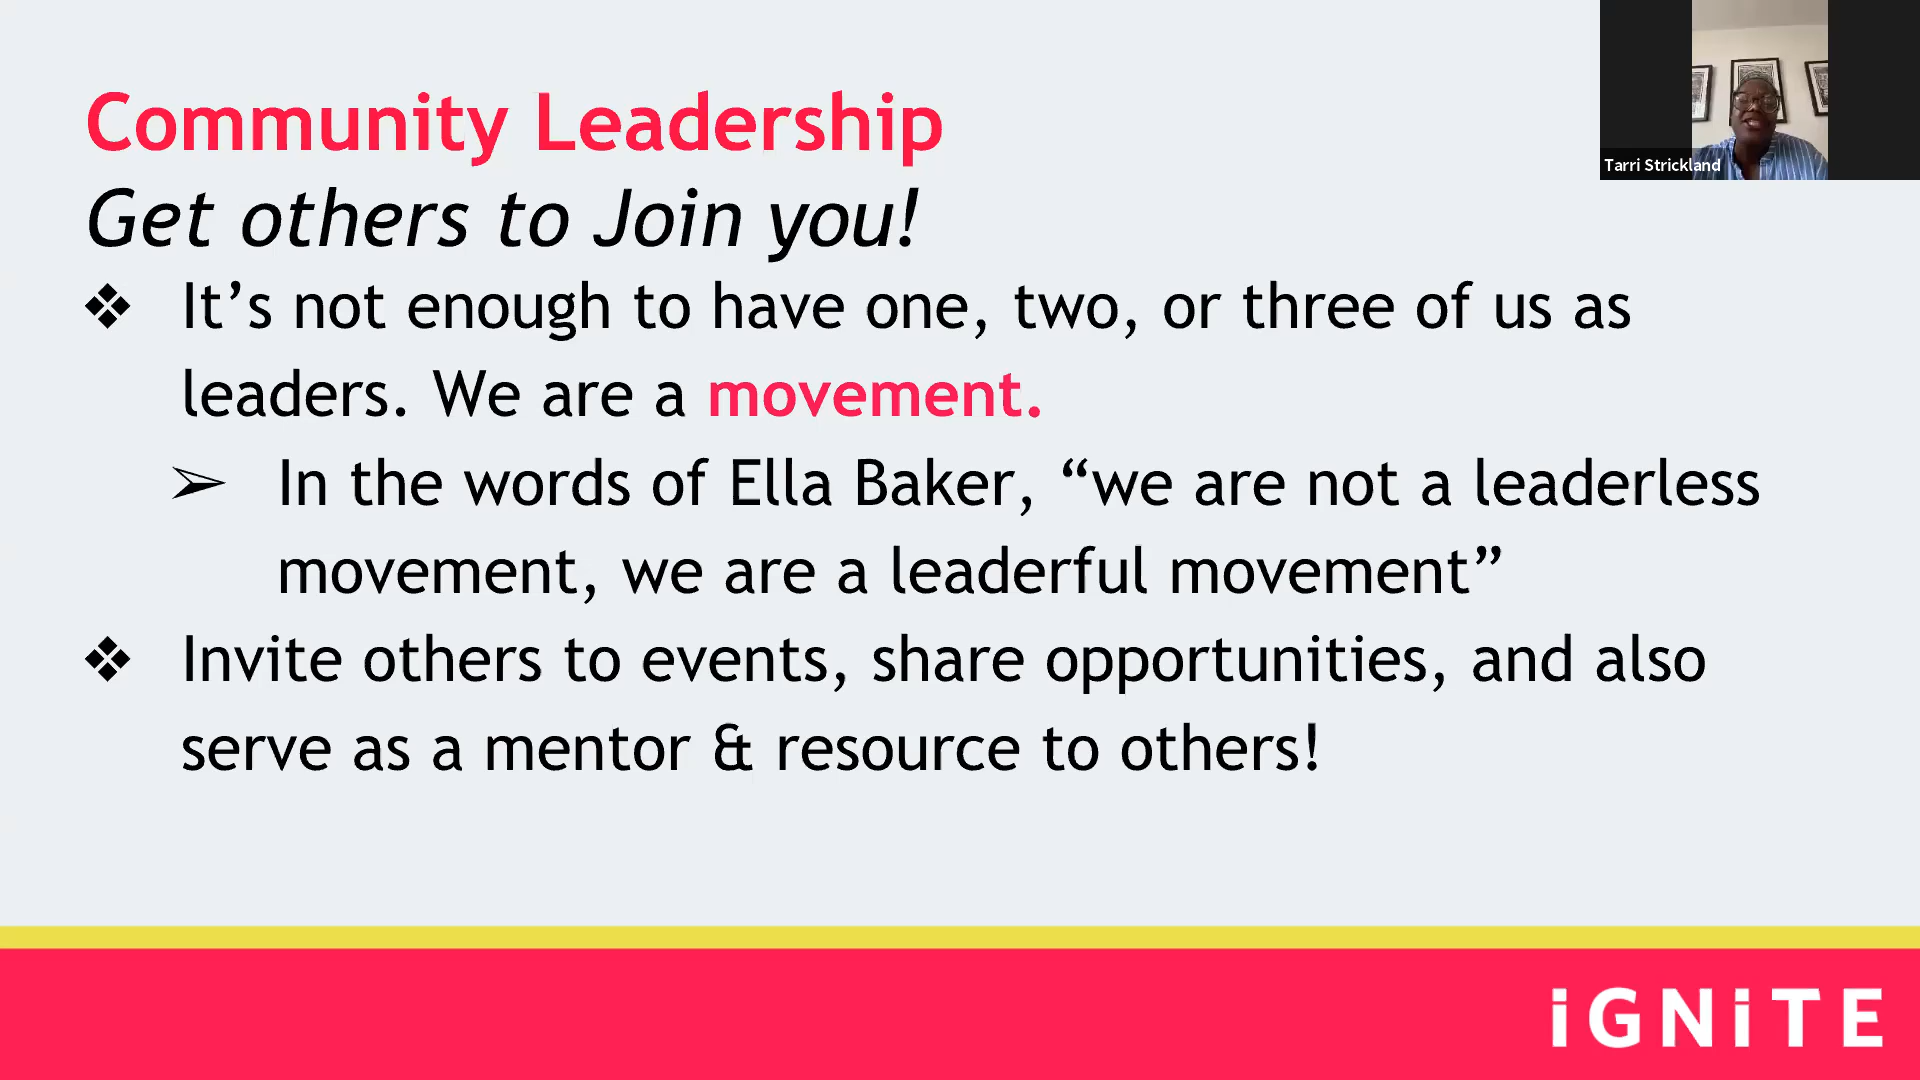 Community Leadership
Tarri Strickland
Get others to Join you!
❖ It’s not enough to have one, two, or three of us as
leaders. We are a movement.
➢ In the words of Ella Baker, “we are not a leaderless
movement, we are a leaderful movement”
❖ Invite others to events, share opportunities, and also
serve as a mentor & resource to others!
iGNiTE